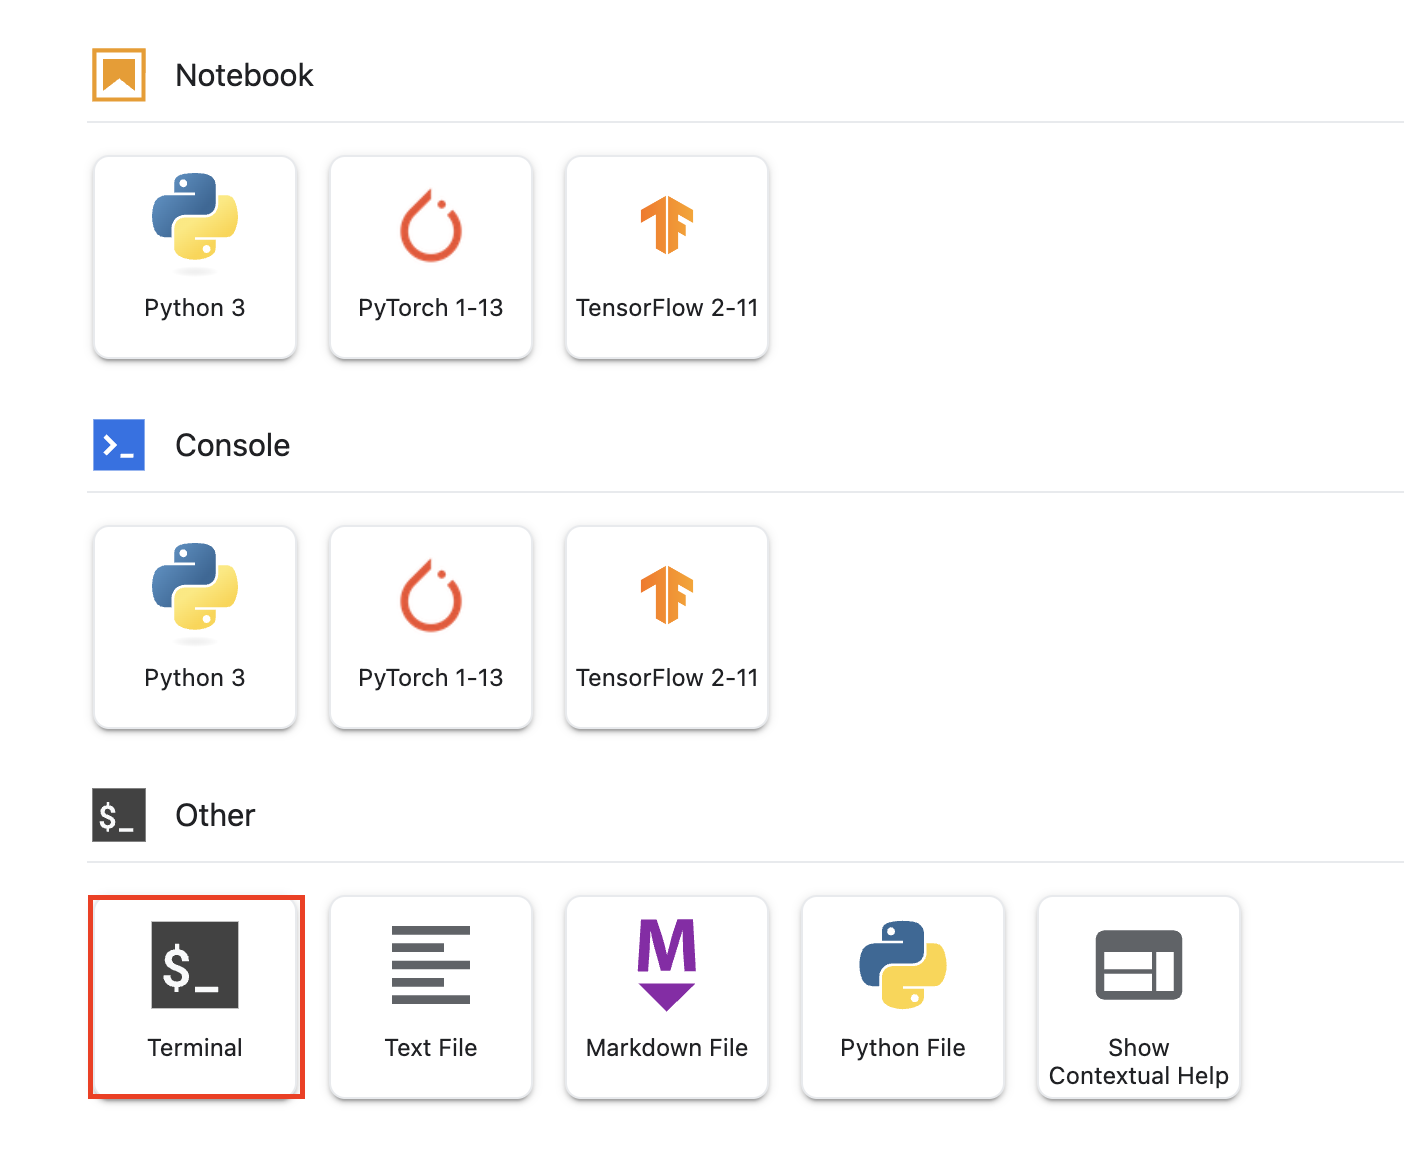 Notebook
Python 3
PyTorch 1-13
TensorFlow 2-11
>_ Console
Python 3
PyTorch 1-13
TensorFlow 2-11
$_ Other
$_
Terminal
Text File
M
Markdown File
Python File
Show
Contextual Help